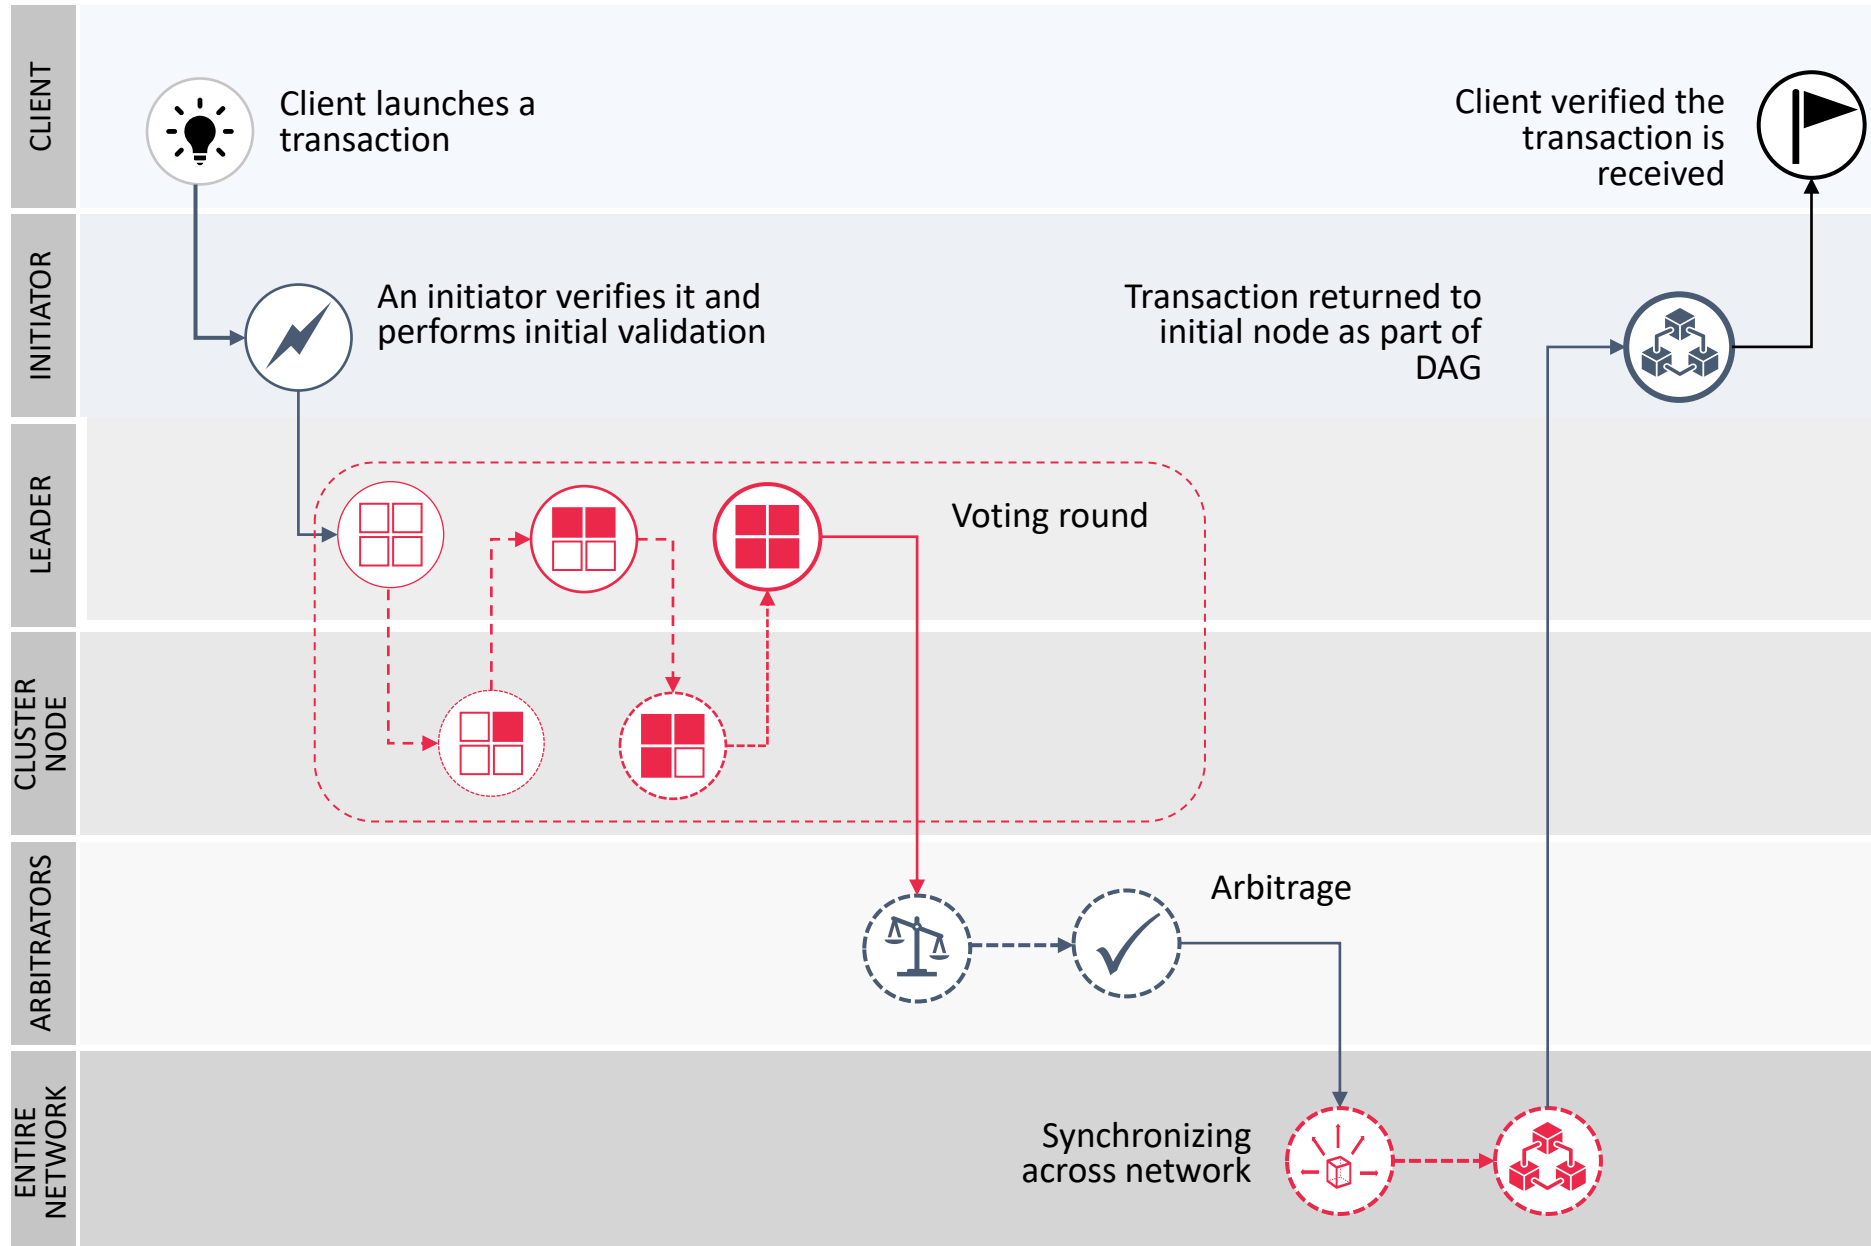 CLIENT
Client launches a
transaction
Client verified the
transaction is
received
INITIATOR
An initiator verifies it and
performs initial validation
Transaction returned to
initial node as part of
DAG
LEADER
Voting round
CLUSTER
NODE
ARBITRATORS
Arbitrage
ENTIRE
NETWORK
Synchronizing
across network